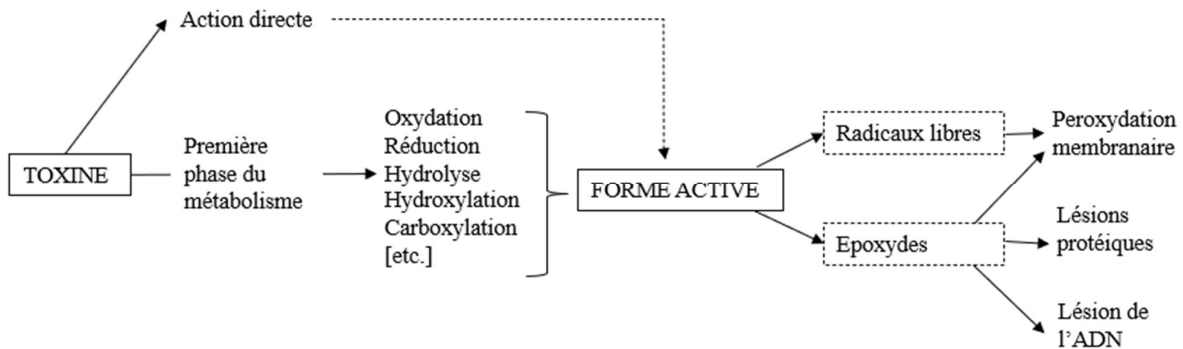 Action directe
TOXINE
Première
phase du
métabolisme
Oxydation
Réduction
Hydrolyse
Hydroxylation
Carboxylation
[etc.]
FORME ACTIVE
Radicaux libres
Epoxydes
Peroxydation
membranaire
Lésions
protéiques
Lésion de
l’ADN